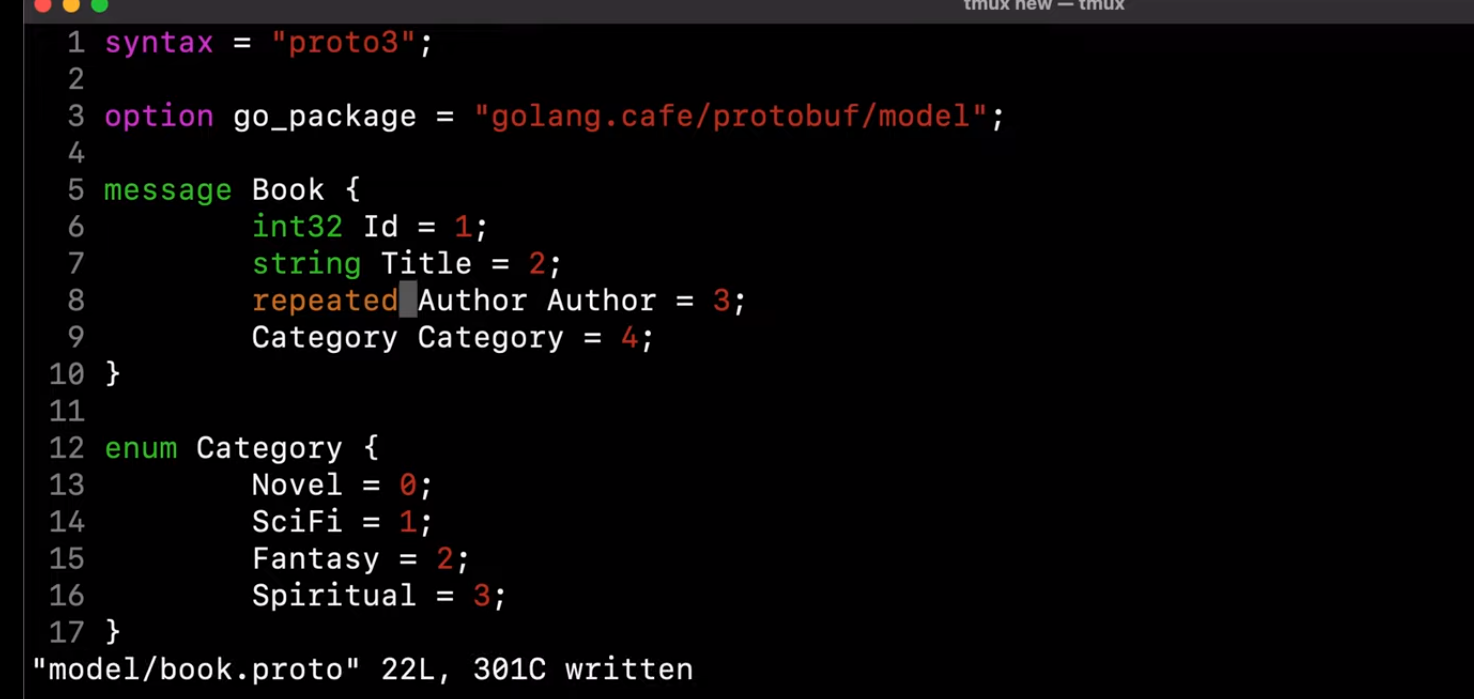 tmux new — tmux
1 syntax = "proto3";
2
3 option go_package = "golang.cafe/protobuf/model";
4
5 message Book {
6 int32 Id = 1;
7 string Title = 2;
8 repeated Author Author = 3;
9 Category Category = 4;
10 }
11
12 enum Category {
13 Novel = 0;
14 SciFi = 1;
15 Fantasy = 2;
16 Spiritual = 3;
17 }
"model/book.proto" 22L, 301C written